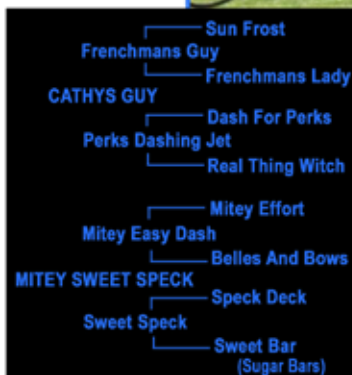 Sun Frost
Frenchmans Guy
Frenchmans Lady
CATHYS GUY
Dash For Perks
Perks Dashing Jet
Real Thing Witch
Mitey Effort
Mitey Easy Dash
Belles And Bows
MITEY SWEET SPECK
Speck Deck
Sweet Speck
Sweet Bar
(Sugar Bars)